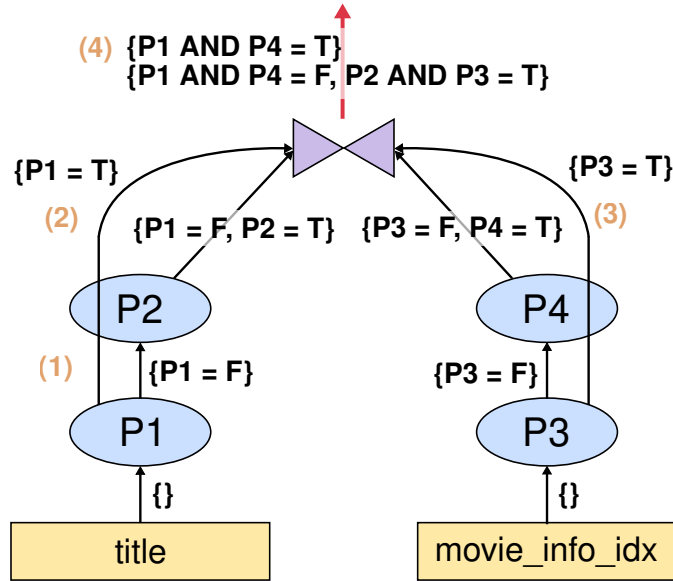 (4) {P1 AND P4 = T}
{P1 AND P4 = F, P2 AND P3 = T}
{P1 = T}
{P3 = T}
(2)
(3)
{P1 = F, P2 = T}
{P3 = F, P4 = T}
P2
P4
(1)
{P1 = F}
{P3 = F}
P1
P3
{}
{}
title
movie_info_idx